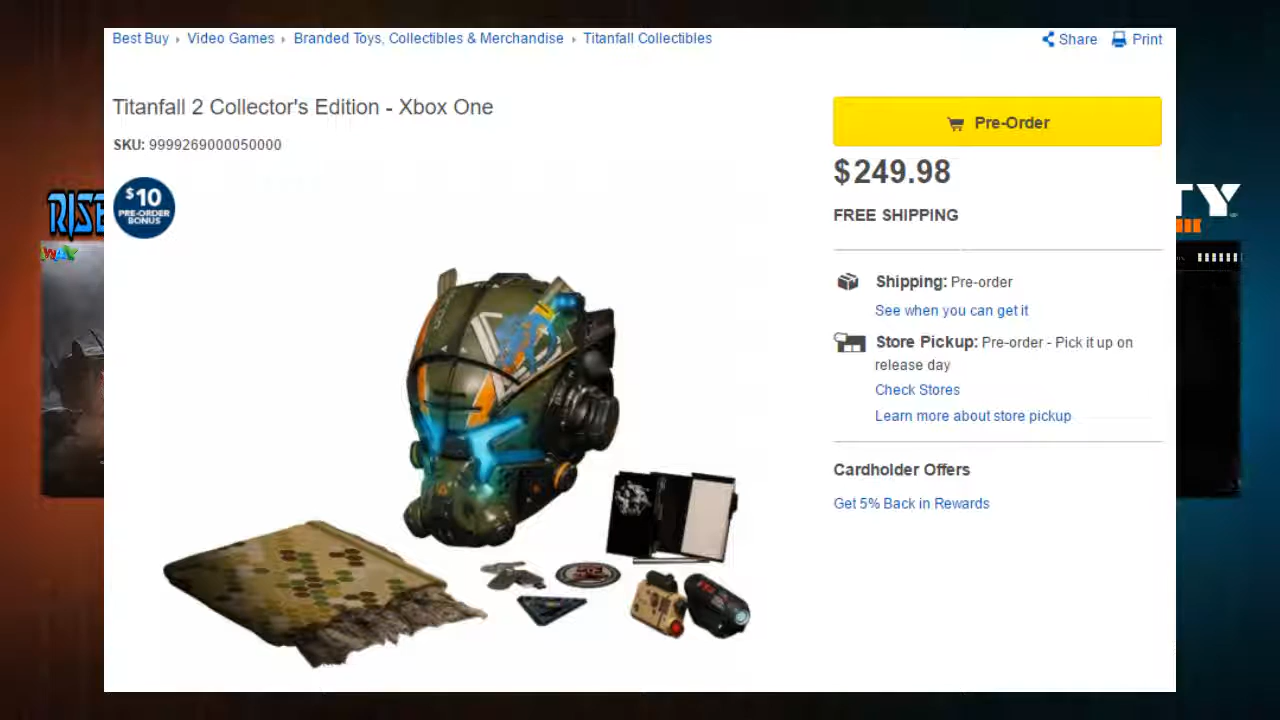 Best Buy › Video Games › Branded Toys, Collectibles & Merchandise › Titanfall Collectibles
Share Print
Titanfall 2 Collector's Edition - Xbox One
SKU: 9999269000050000
$10
PRE-ORDER
BONUS
Pre-Order
$249.98
FREE SHIPPING
Shipping: Pre-order
See when you can get it
Store Pickup: Pre-order - Pick it up on
release day
Check Stores
Learn more about store pickup
Cardholder Offers
Get 5% Back in Rewards
RISE
TY